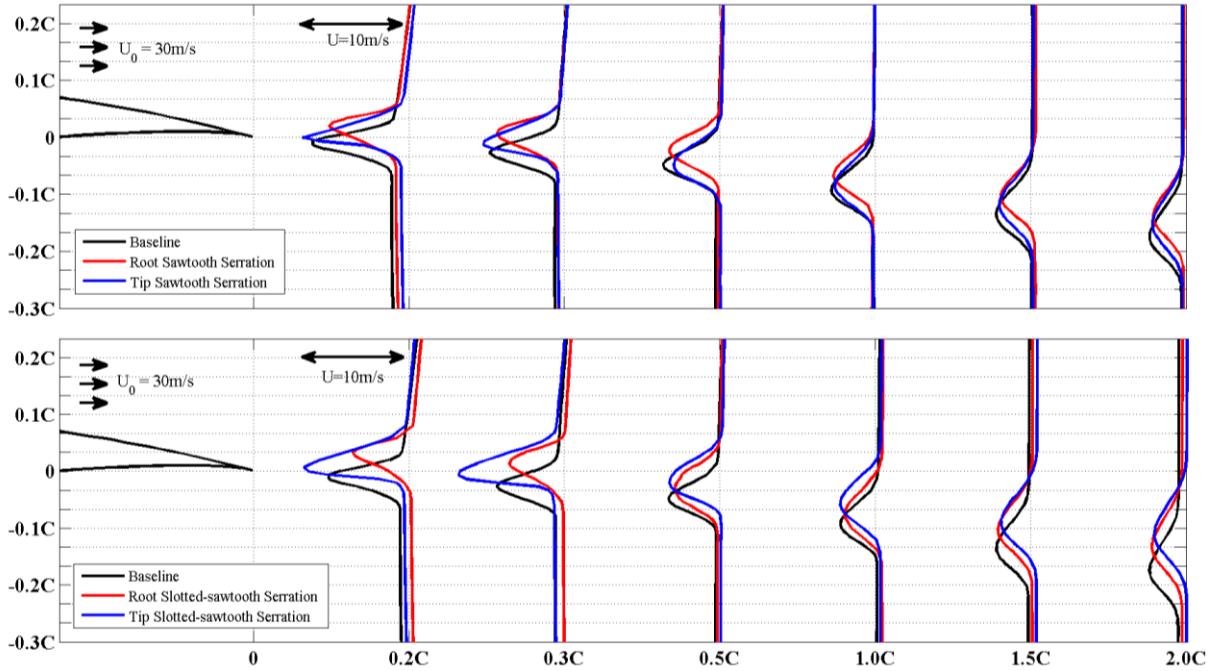 0.2C
U0 = 30m/s
U=10m/s
0.1C
0
-0.1C
-0.2C
-0.3C
Baseline
Root Sawtooth Serration
Tip Sawtooth Serration
0.2C
U0 = 30m/s
U=10m/s
0.1C
0
-0.1C
-0.2C
-0.3C
Baseline
Root Slotted-sawtooth Serration
Tip Slotted-sawtooth Serration
0 0.2C 0.3C 0.5C 1.0C 1.5C 2.0C